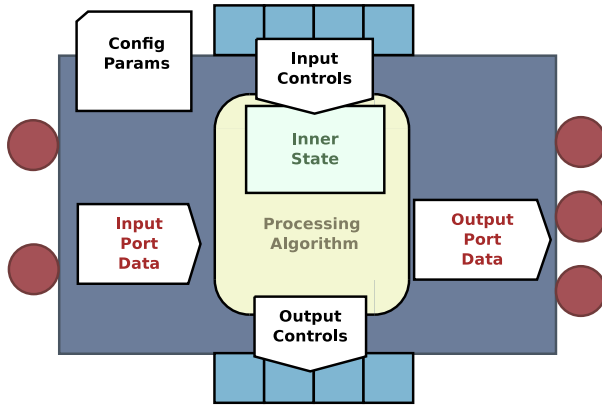 Config
Params
Input
Controls
Inner
State
Input
Port
Data
Processing
Algorithm
Output
Port
Data
Output
Controls